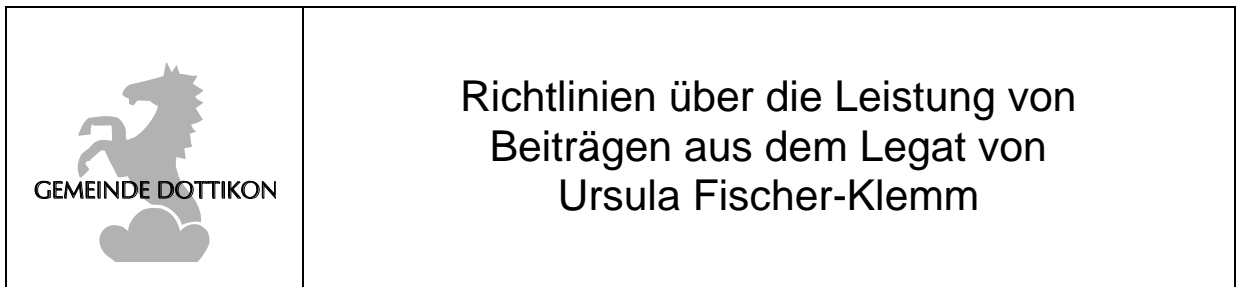 GEMEINDE DOTTIKON
Richtlinien über die Leistung von
Beiträgen aus dem Legat von
Ursula Fischer-Klemm